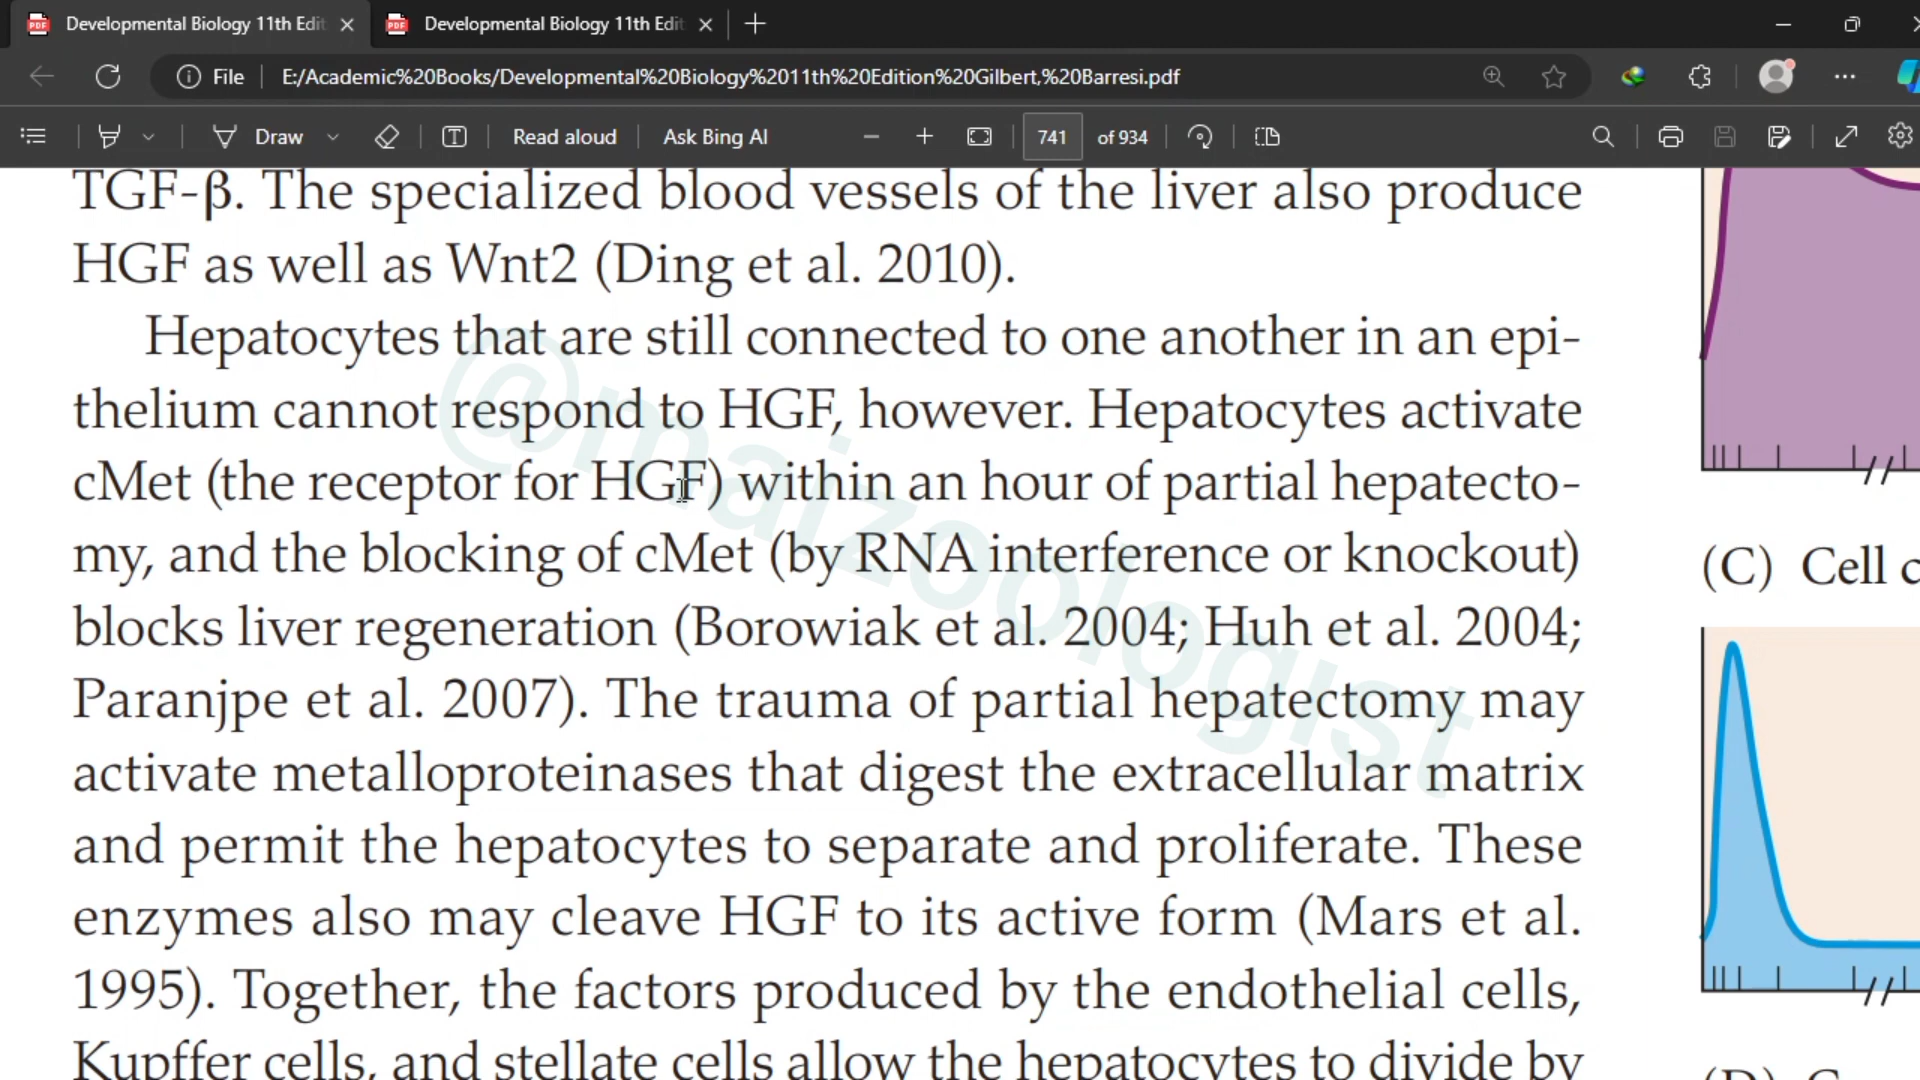 Developmental Biology 11th Edit
Developmental Biology 11th Edit
File
E:/Academic%20Books/Developmental%20Biology%2011th%20Edition%20Gilbert,%20Barresi.pdf
Draw
Read aloud
Ask Bing AI
741 of 934
TGF-β. The specialized blood vessels of the liver also produce
HGF as well as Wnt2 (Ding et al. 2010).
Hepatocytes that are still connected to one another in an epi-
thelium cannot respond to HGF, however. Hepatocytes activate
cMet (the receptor for HGF) within an hour of partial hepatecto-
my, and the blocking of cMet (by RNA interference or knockout)
blocks liver regeneration (Borowiak et al. 2004; Huh et al. 2004;
Paranjpe et al. 2007). The trauma of partial hepatectomy may
activate metalloproteinases that digest the extracellular matrix
and permit the hepatocytes to separate and proliferate. These
enzymes also may cleave HGF to its active form (Mars et al.
1995). Together, the factors produced by the endothelial cells,
Kupffer cells, and stellate cells allow the hepatocytes to divide by
@maizoologist
(C) Cell c